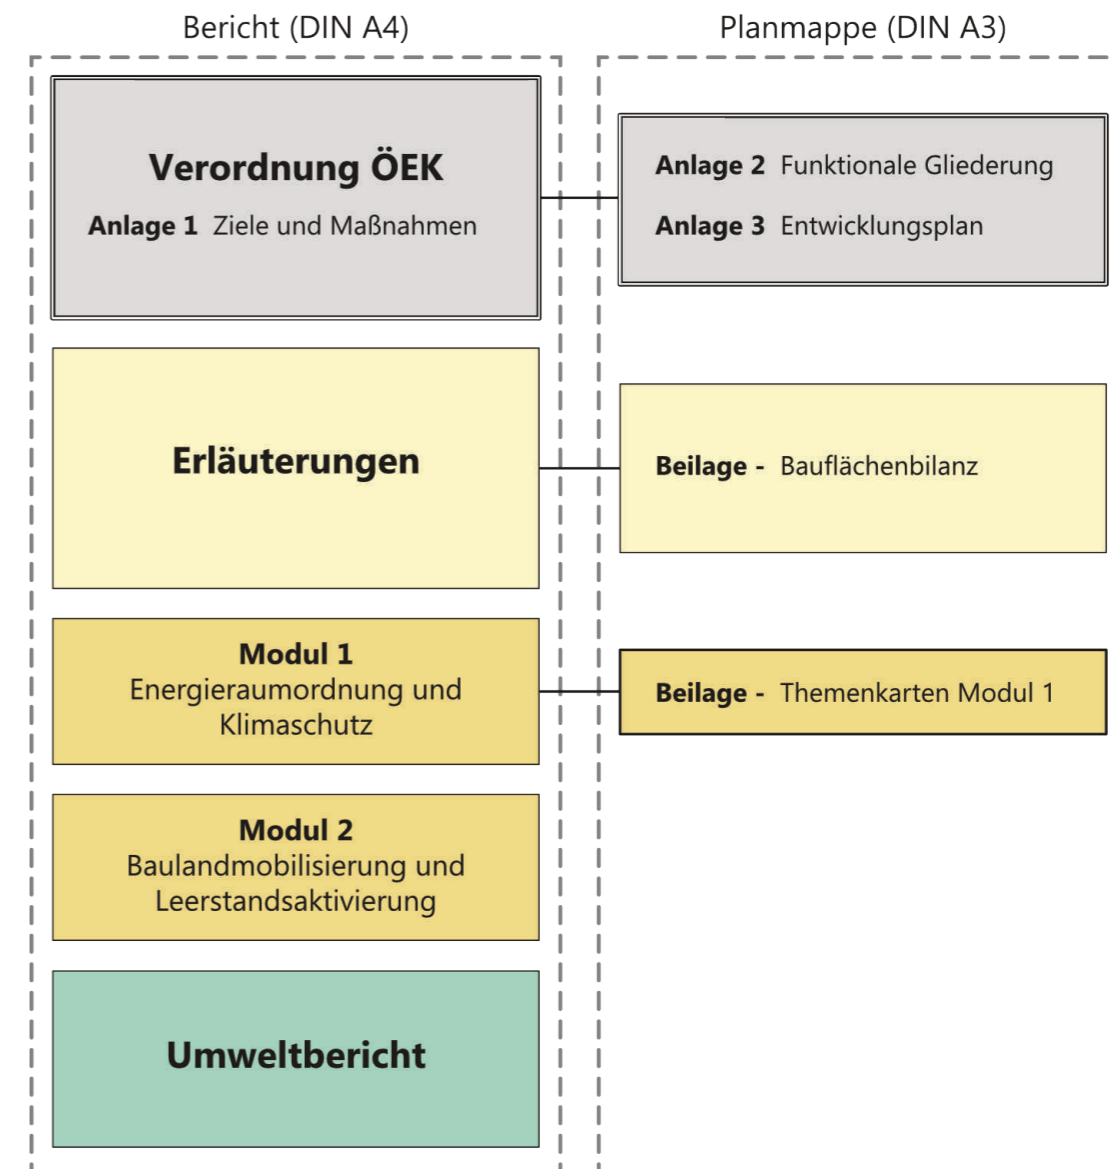 Bericht (DIN A4)
Planmappe (DIN A3)
Verordnung ÖEK
Anlage 1 Ziele und Maßnahmen
Anlage 2 Funktionale Gliederung
Anlage 3 Entwicklungsplan
Erläuterungen
Beilage - Bauflächenbilanz
Modul 1
Energieraumordnung und
Klimaschutz
Beilage - Themenkarten Modul 1
Modul 2
Baulandmobilisierung und
Leerstandsaktivierung
Umweltbericht